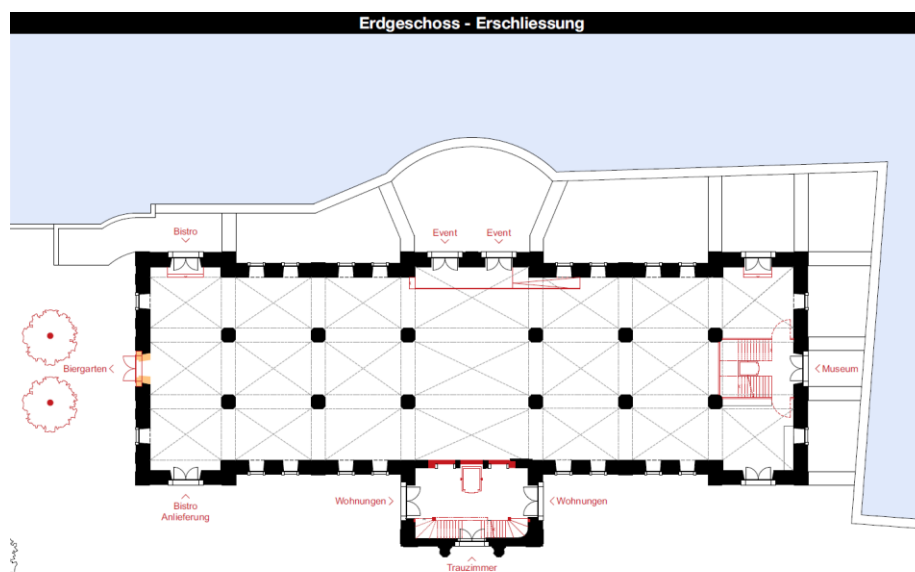 Erdgeschoss - Erschliessung
Bistro
Event
Event
Biergarten
Museum
Wohnungen
Wohnungen
Bistro
Anlieferung
Trauzimmer